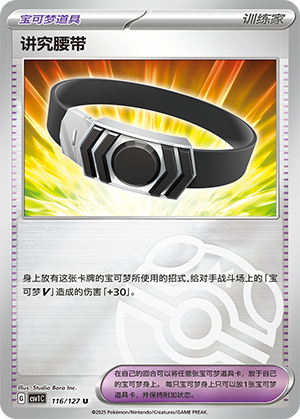 宝可梦道具
训练家
讲究腰带
身上放有这张卡牌的宝可梦所使用的招式，给对手战斗场上的「宝
可梦V」造成的伤害「+30」。
Illus. Studio Bora Inc.
G CSV1C 116/127 U
在自己的回合可以将任意张宝可梦道具卡，放于自己
的宝可梦身上。每只宝可梦身上只可以放1张宝可梦
道具卡，并保持附加状态。
©2025 Pokémon/Nintendo/Creatures/GAME FREAK.